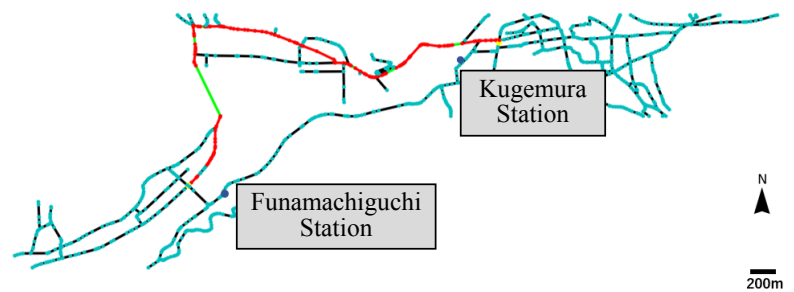 Kugemura
Station
Funamachiguchi
Station
N
200m